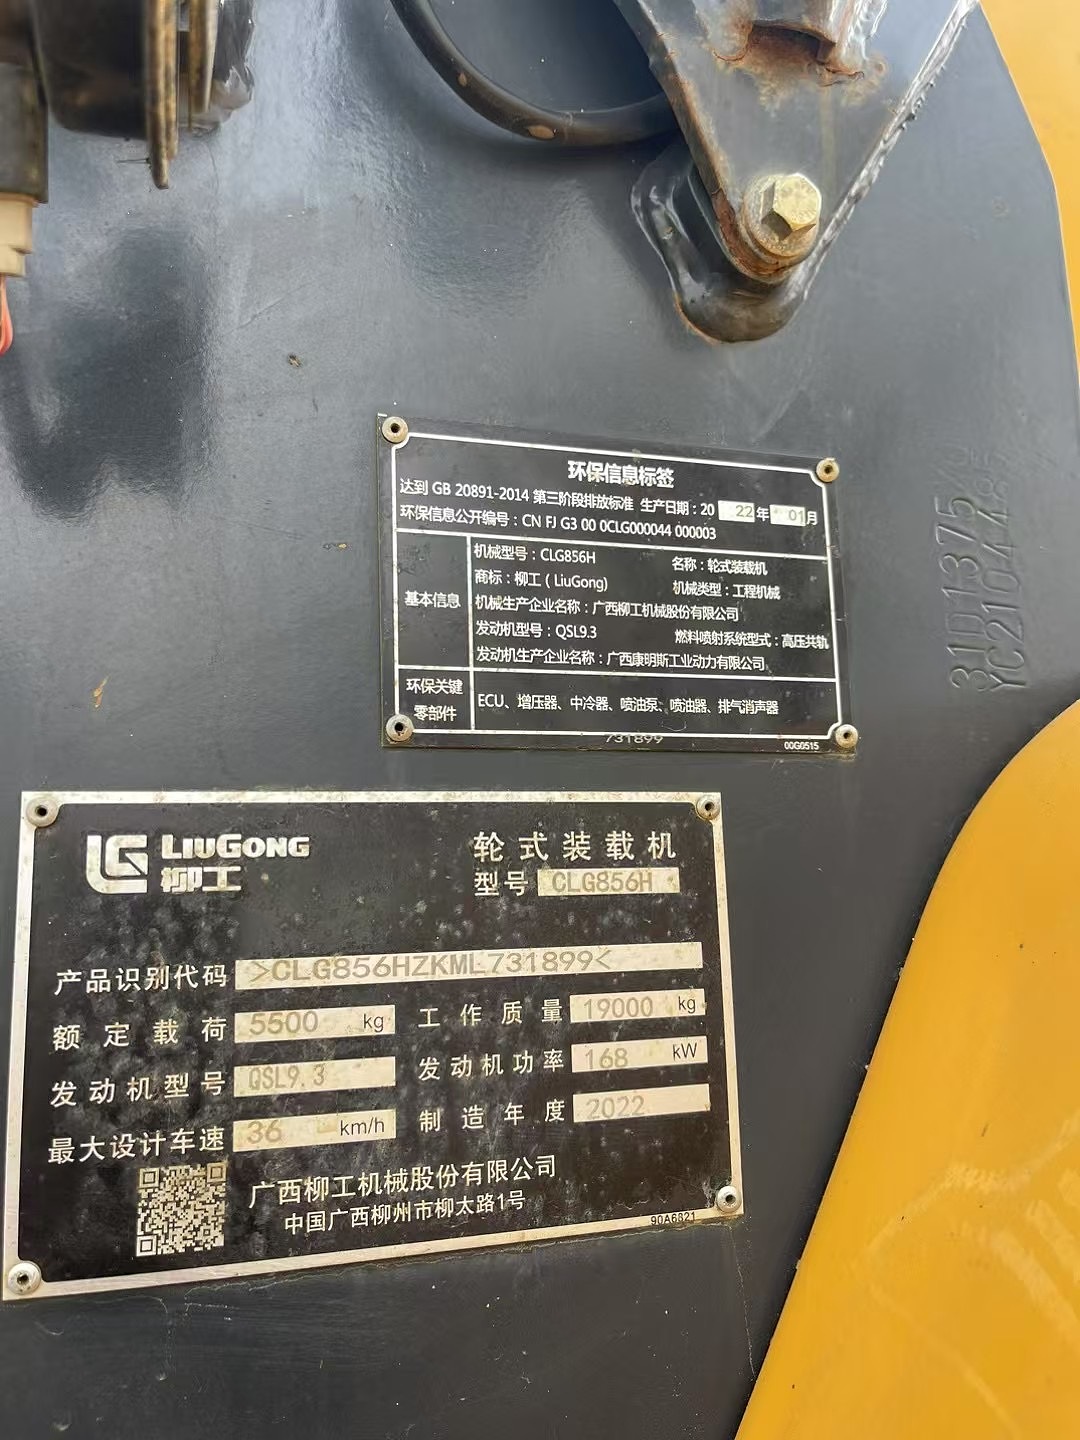 环保信息标签
达到 GB 20891-2014 第三阶段排放标准 生产日期：20 22 年 01 月
环保信息公开编号：CN FJ G3 00 0CLG000044 000003
基本信息
机械型号：CLG856H 名称：轮式装载机
商标：柳工 ( LiuGong) 机械类型：工程机械
机械生产企业名称：广西柳工机械股份有限公司
发动机型号：QSL9.3 燃料喷射系统型式：高压共轨
发动机生产企业名称：广西康明斯工业动力有限公司
环保关键
零部件
ECU、增压器、中冷器、喷油泵、喷油器、排气消声器
731899
00G0515
31D1375
LIUGONG
柳工
轮式装载机
型号 CLG856H
产品识别代码 >CLG856HZKML731899<
额定载荷 5500 kg 工作质量 19000 kg
发动机型号 QSL9.3 发动机功率 168 kW
最大设计车速 36 km/h 制造年度 2022
广西柳工机械股份有限公司
中国广西柳州市柳太路1号
90A6821